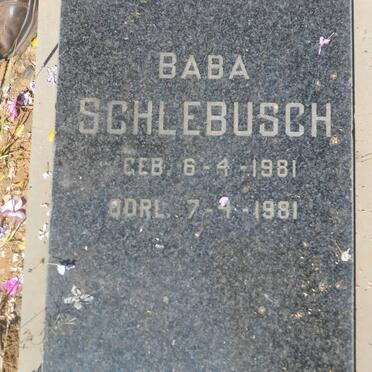 BABA
SCHLEBUSCH
GEB. 6-4-1981
OORL. 7-4-1981